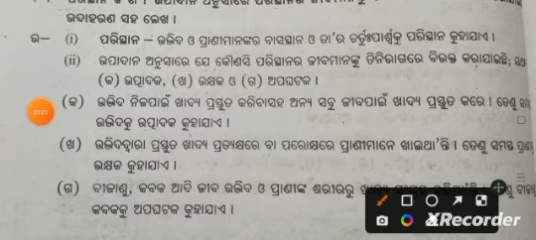 ଉଦାହରଣ ସହ ଲେଖ ।
ଉ– (i) ପରିସ୍ଥାନ – ଉଦ୍ଭିଦ ଓ ପ୍ରାଣୀମାନଙ୍କର ବାସସ୍ଥାନ ଓ ତା'ର ଚତୁଃପାର୍ଶ୍ୱକୁ ପରିସ୍ଥାନ କୁହାଯାଏ ।
(ii) ଉପାଦାନ ଅନୁସାରେ ଯେ କୌଣସି ପରିସ୍ଥାନର ଜୀବମାନଙ୍କୁ ତିନିଭାଗରେ ବିଭକ୍ତ କରାଯାଇଛି;
(କ) ଉତ୍ପାଦକ, (ଖ) ଭକ୍ଷକ ଓ (ଗ) ଅପଘଟକ ।
(କ) ଉଦ୍ଭିଦ ନିଜପାଇଁ ଖାଦ୍ୟ ପ୍ରସ୍ତୁତ କରିବାସହ ଅନ୍ୟ ସବୁ ଜୀବପାଇଁ ଖାଦ୍ୟ ପ୍ରସ୍ତୁତ କରେ । ତେଣୁ
ଉଦ୍ଭିଦକୁ ଉତ୍ପାଦକ କୁହାଯାଏ ।
(ଖ) ଉଦ୍ଭିଦଦ୍ୱାରା ପ୍ରସ୍ତୁତ ଖାଦ୍ୟ ପ୍ରତ୍ୟକ୍ଷରେ ବା ପରୋକ୍ଷରେ ପ୍ରାଣୀମାନେ ଖାଇଥା'ନ୍ତି । ତେଣୁ ସମସ୍ତ
ଭକ୍ଷକ କୁହାଯାଏ ।
(ଗ) ବୀଜାଣୁ, କବକ ଆଦି ଜୀବ ଉଦ୍ଭିଦ ଓ ପ୍ରାଣୀଙ୍କ ଶରୀରରୁ
କବକକୁ ଅପଘଟକ କୁହାଯାଏ ।
XRecorder